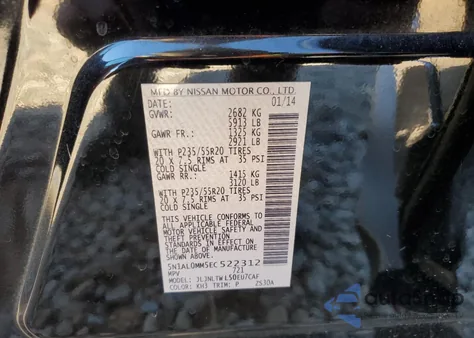 MFD BY NISSAN MOTOR CO., LTD.
DATE: 01/14
GVWR: 2682 KG
5913 LB
GAWR FR: 1325 KG
2921 LB
WITH P235/55R20 TIRES
20 x 7.5 RIMS AT 35 PSI
COLD SINGLE
GAWR RR: 1415 KG
3120 LB
WITH P235/55R20 TIRES
20 x 7.5 RIMS AT 35 PSI
COLD SINGLE
THIS VEHICLE CONFORMS TO
ALL APPLICABLE FEDERAL
MOTOR VEHICLE SAFETY AND
THEFT
STANDARDS IN EFFECT ON THE
DATE OF MANUFACTURE
SHOWN ABOVE.
5N1AL0MM5EC522312
MPV 721
MODEL:
COLOR: KH3 TRIM: P 2S30A
autosnap